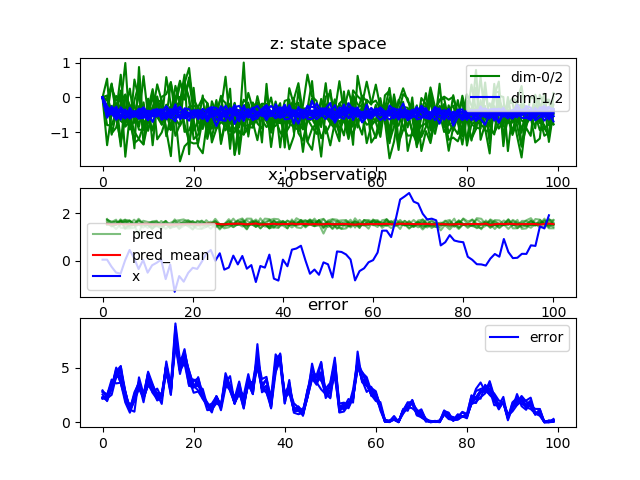 z: state space
1
0
−1
dim-0/2
dim-1/2
0 20 40 60 80 100
x: observation
2
0
pred
pred_mean
x
0 20 40 60 80 100
error
5
0
error
0 20 40 60 80 100